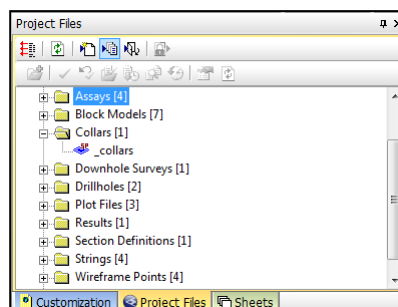 Project Files
Assays [4]
Block Models [7]
Collars [1]
_collars
Downhole Surveys [1]
Drillholes [2]
Plot Files [3]
Results [1]
Section Definitions [1]
Strings [4]
Wireframe Points [4]
Customization Project Files Sheets